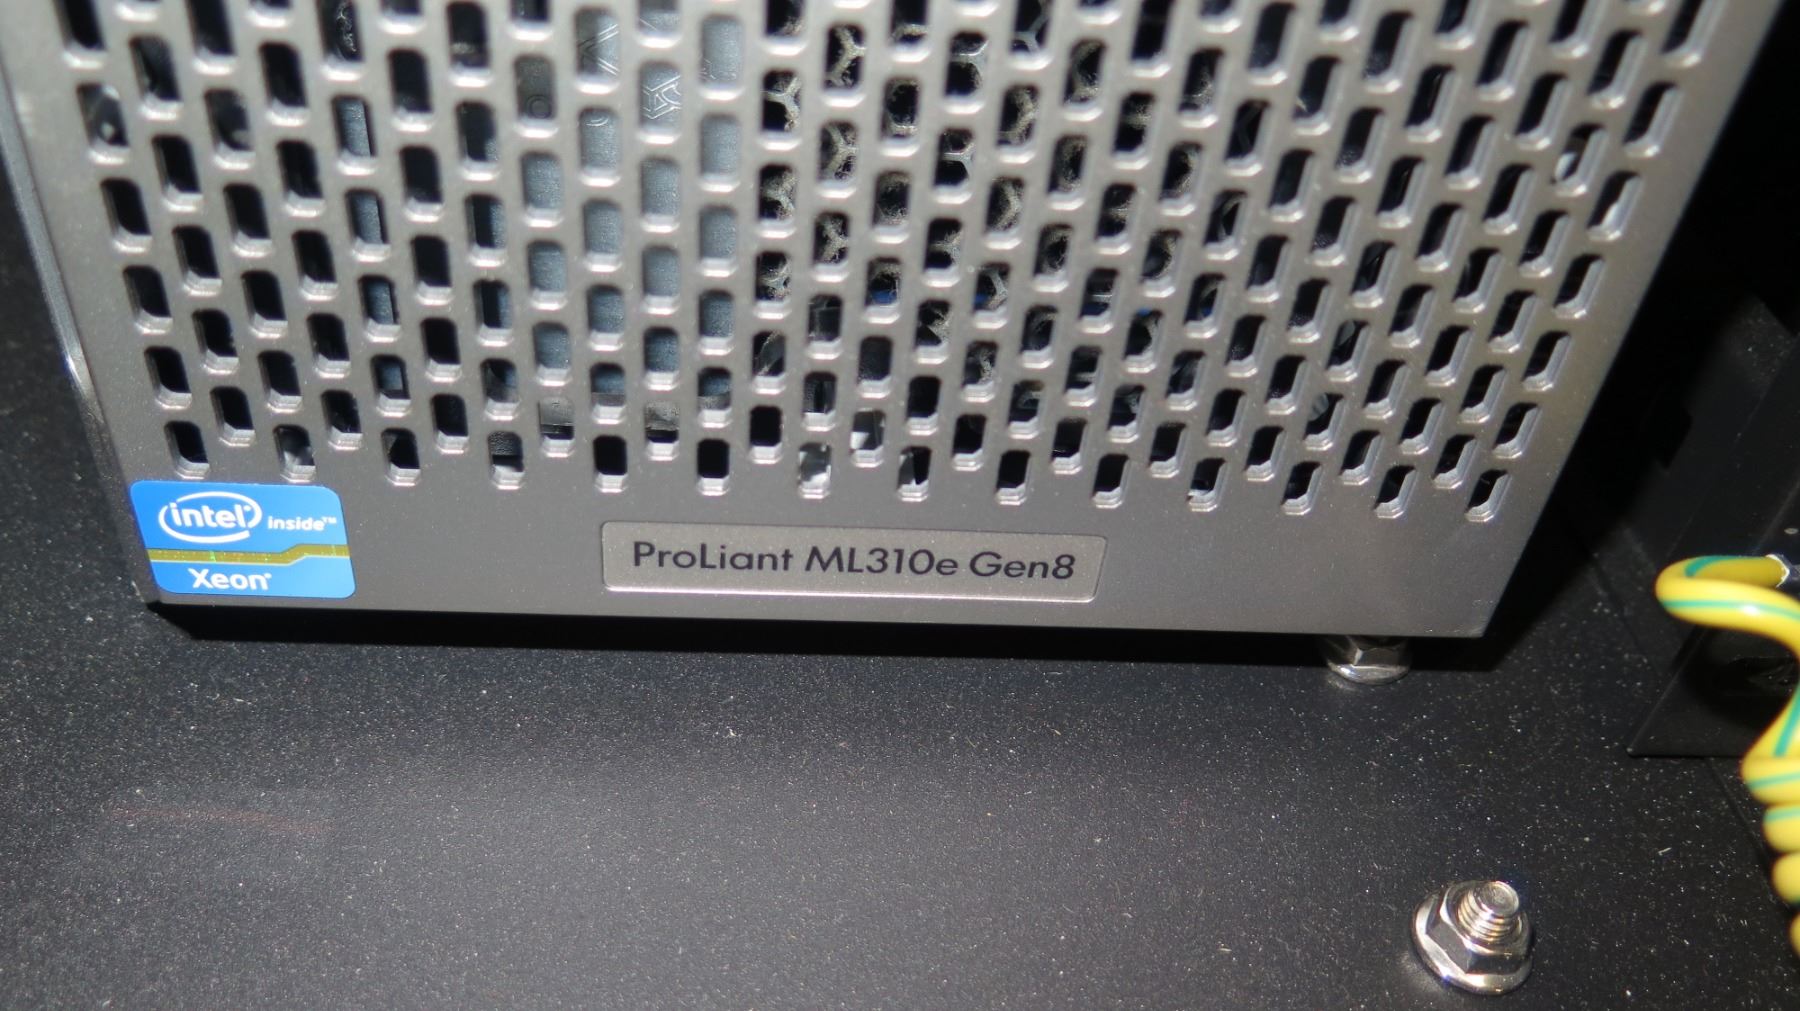 intel inside™
Xeon®
ProLiant ML310e Gen8